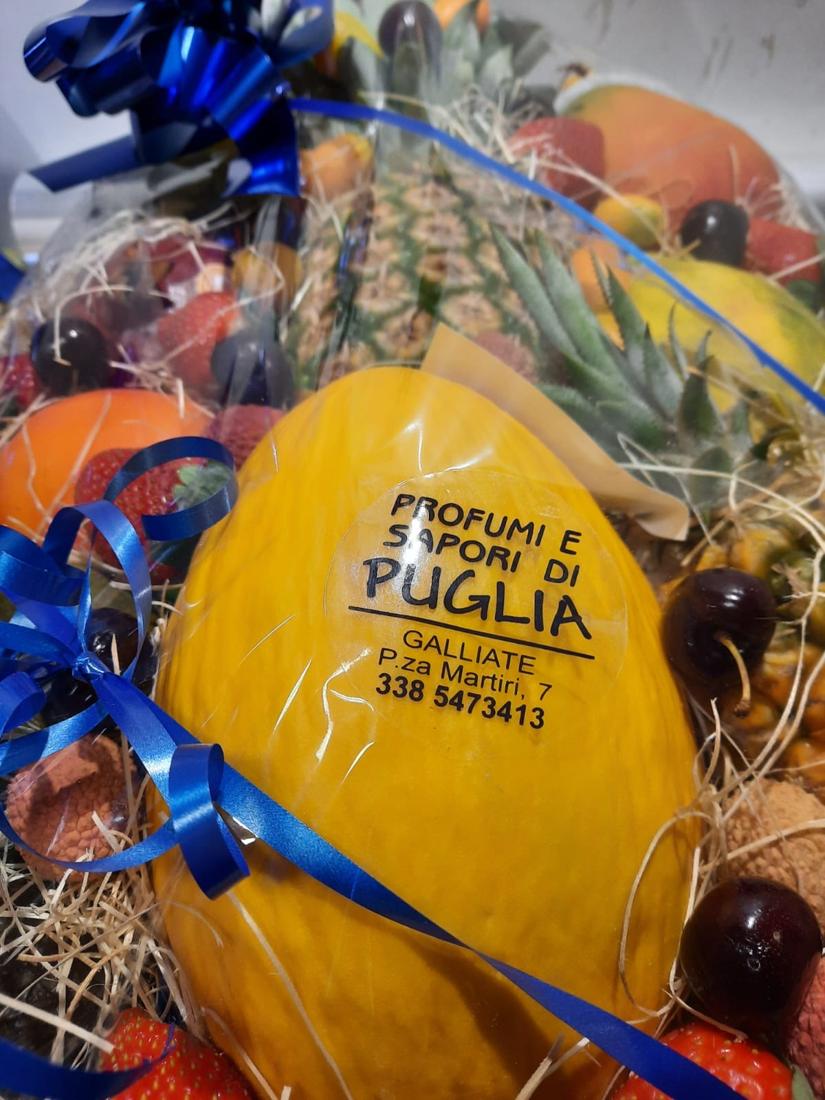 PROFUMI E
SAPORI DI
PUGLIA
GALLIATE
P.za Martiri, 7
338 5473413